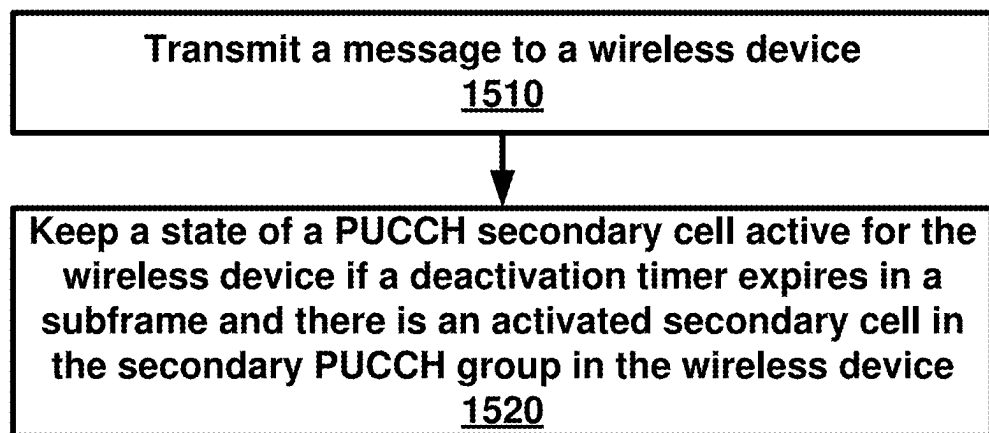 Transmit a message to a wireless device
1510
Keep a state of a PUCCH secondary cell active for the
wireless device if a deactivation timer expires in a
subframe and there is an activated secondary cell in
the secondary PUCCH group in the wireless device
1520